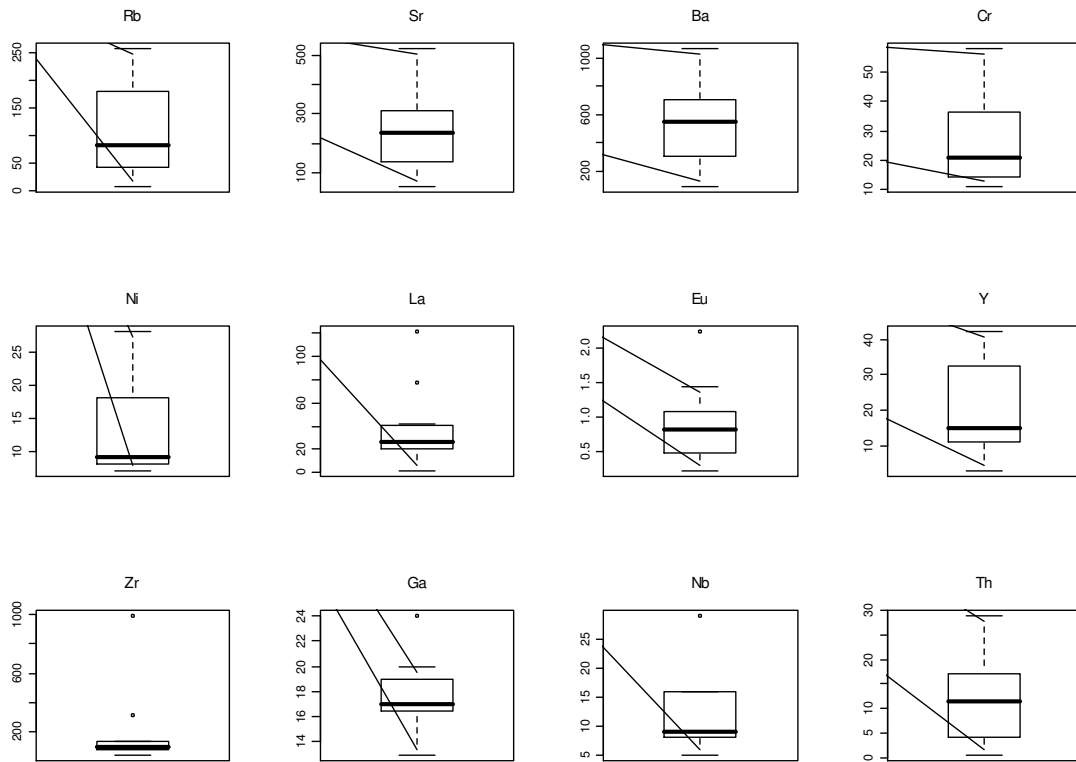 Rb Sr Ba Cr
0 50 150 250
100 300 500
200 600 1000
10 20 30 40 50
Ni La Eu Y
10 15 20 25
0 20 60 100
0.5 1.0 1.5 2.0
10 20 30 40
Zr Ga Nb Th
200 600 1000
14 16 18 20 22 24
5 10 15 20 25
0 5 10 15 20 25 30